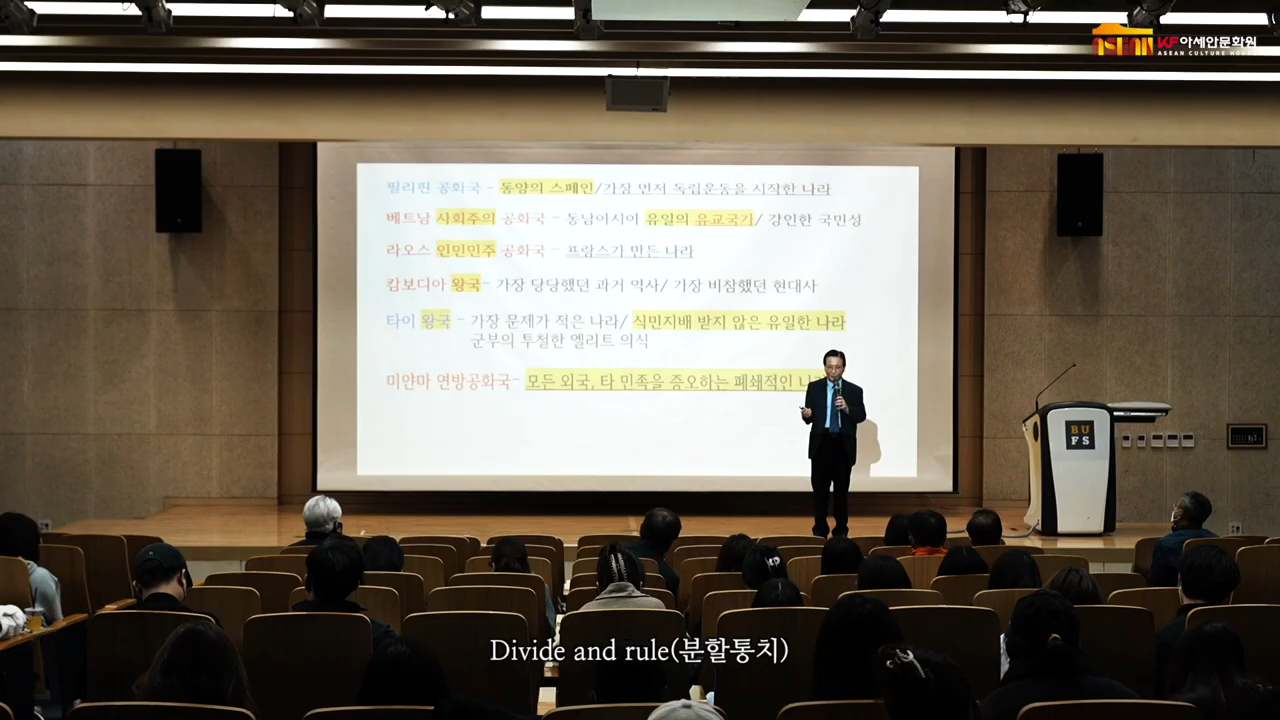 KF아세안문화원
ASEAN CULTURE HOUSE
필리핀 공화국 - 동양의 스페인/가장 먼저 독립운동을 시작한 나라
베트남 사회주의 공화국 - 동남아시아 유일의 유교국가/ 강인한 국민성
라오스 인민민주 공화국 - 프랑스가 만든 나라
캄보디아 왕국- 가장 당당했던 과거 역사/ 가장 비참했던 현대사
타이 왕국 - 가장 문제가 적은 나라/ 식민지배 받지 않은 유일한 나라
군부의 투철한 엘리트 의식
미얀마 연방공화국- 모든 외국, 타 민족을 증오하는 폐쇄적인
BU
FS
Divide and rule(분할통치)